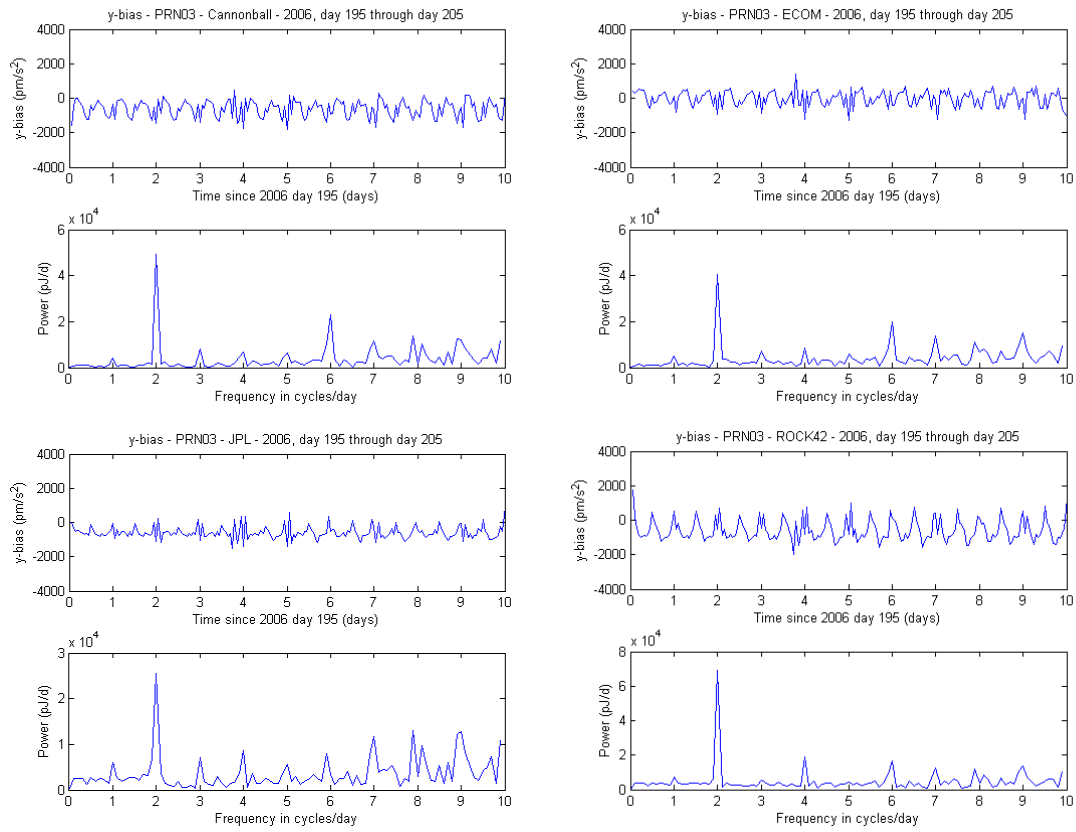 y-bias - PRN03 - Cannonball - 2006, day 195 through day 205
4000
2000
0
-2000
-4000
y-bias (pm/s²)
0 1 2 3 4 5 6 7 8 9 10
Time since 2006 day 195 (days)
x 10⁴
6
4
2
0
Power (pJ/d)
0 1 2 3 4 5 6 7 8 9 10
Frequency in cycles/day
y-bias - PRN03 - ECOM - 2006, day 195 through day 205
4000
2000
0
-2000
-4000
y-bias (pm/s²)
0 1 2 3 4 5 6 7 8 9 10
Time since 2006 day 195 (days)
x 10⁴
6
4
2
0
Power (pJ/d)
0 1 2 3 4 5 6 7 8 9 10
Frequency in cycles/day
y-bias - PRN03 - JPL - 2006, day 195 through day 205
4000
2000
0
-2000
-4000
y-bias (pm/s²)
0 1 2 3 4 5 6 7 8 9 10
Time since 2006 day 195 (days)
x 10⁴
3
2
1
0
Power (pJ/d)
0 1 2 3 4 5 6 7 8 9 10
Frequency in cycles/day
y-bias - PRN03 - ROCK42 - 2006, day 195 through day 205
4000
2000
0
-2000
-4000
y-bias (pm/s²)
0 1 2 3 4 5 6 7 8 9 10
Time since 2006 day 195 (days)
x 10⁴
8
6
4
2
0
Power (pJ/d)
0 1 2 3 4 5 6 7 8 9 10
Frequency in cycles/day